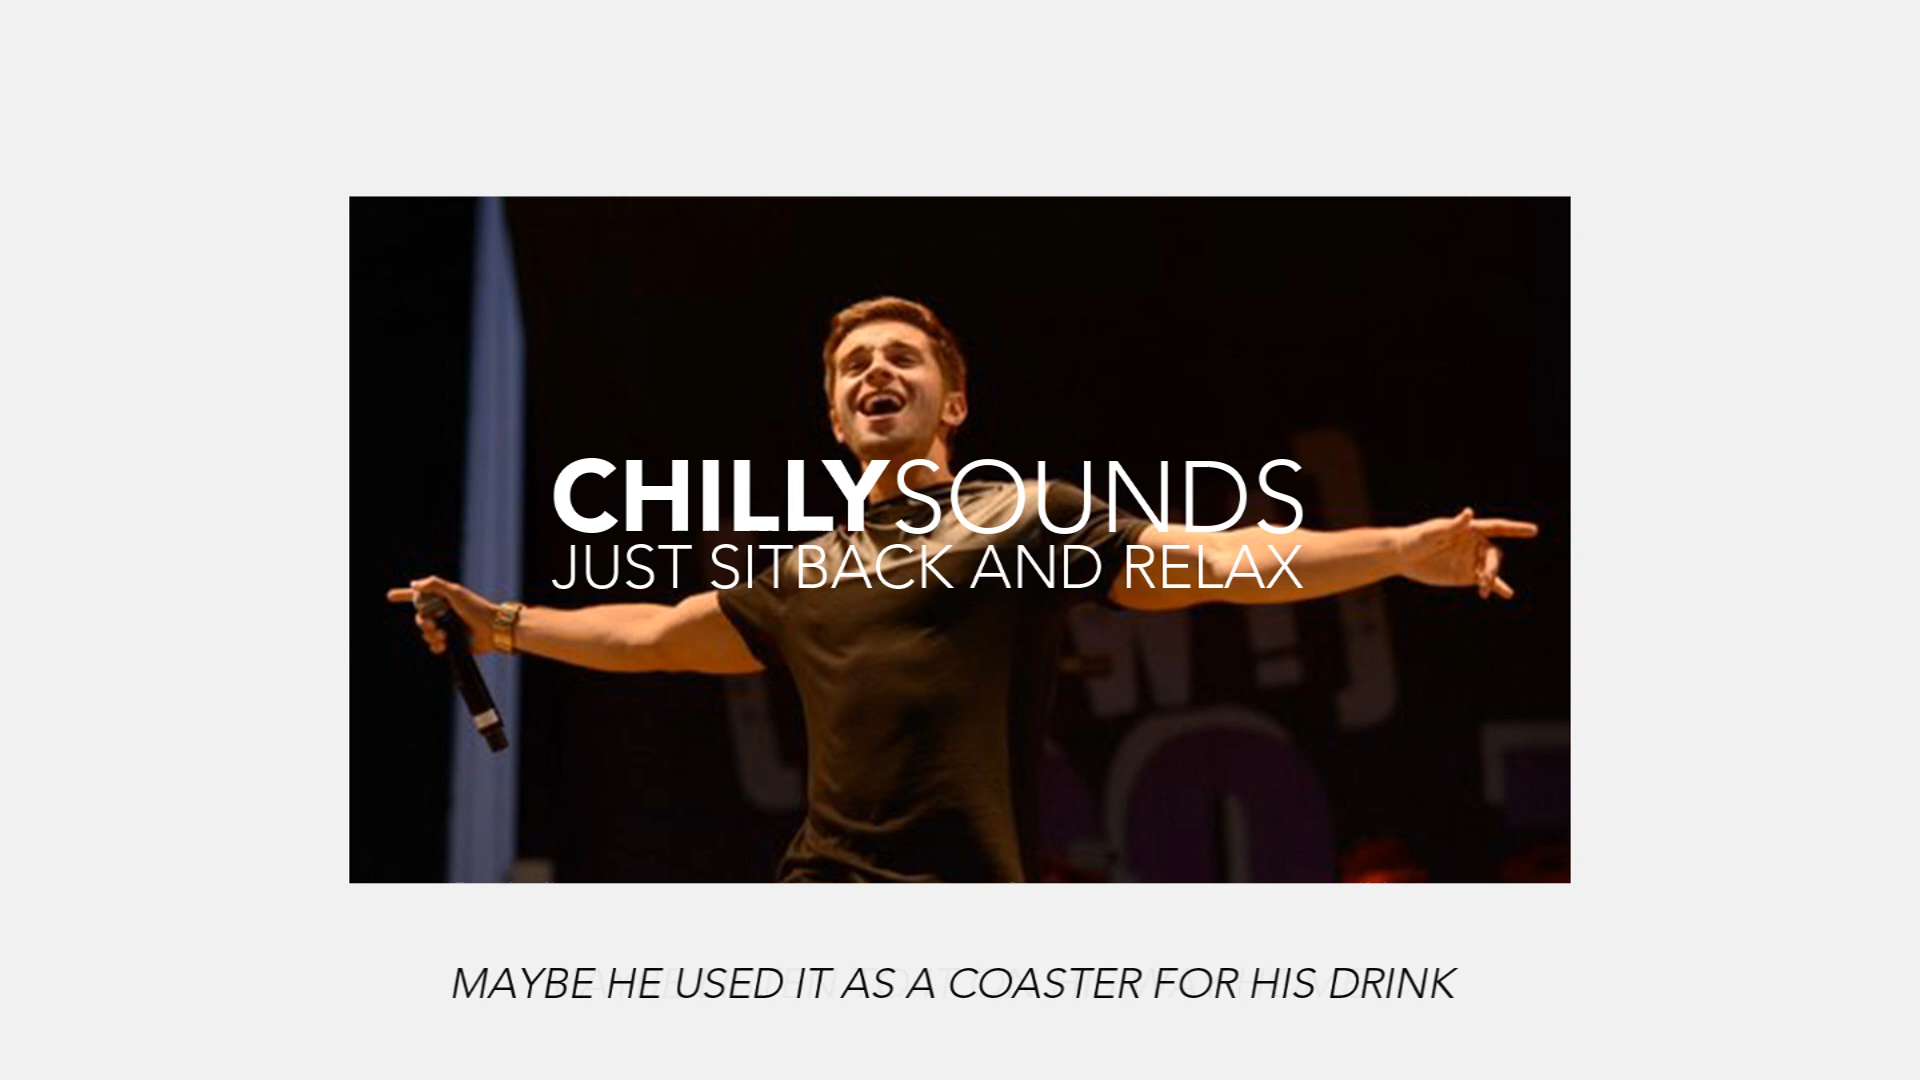 CHILLYSOUNDS
JUST SITBACK AND RELAX
MAYBE HE USED IT AS A COASTER FOR HIS DRINK